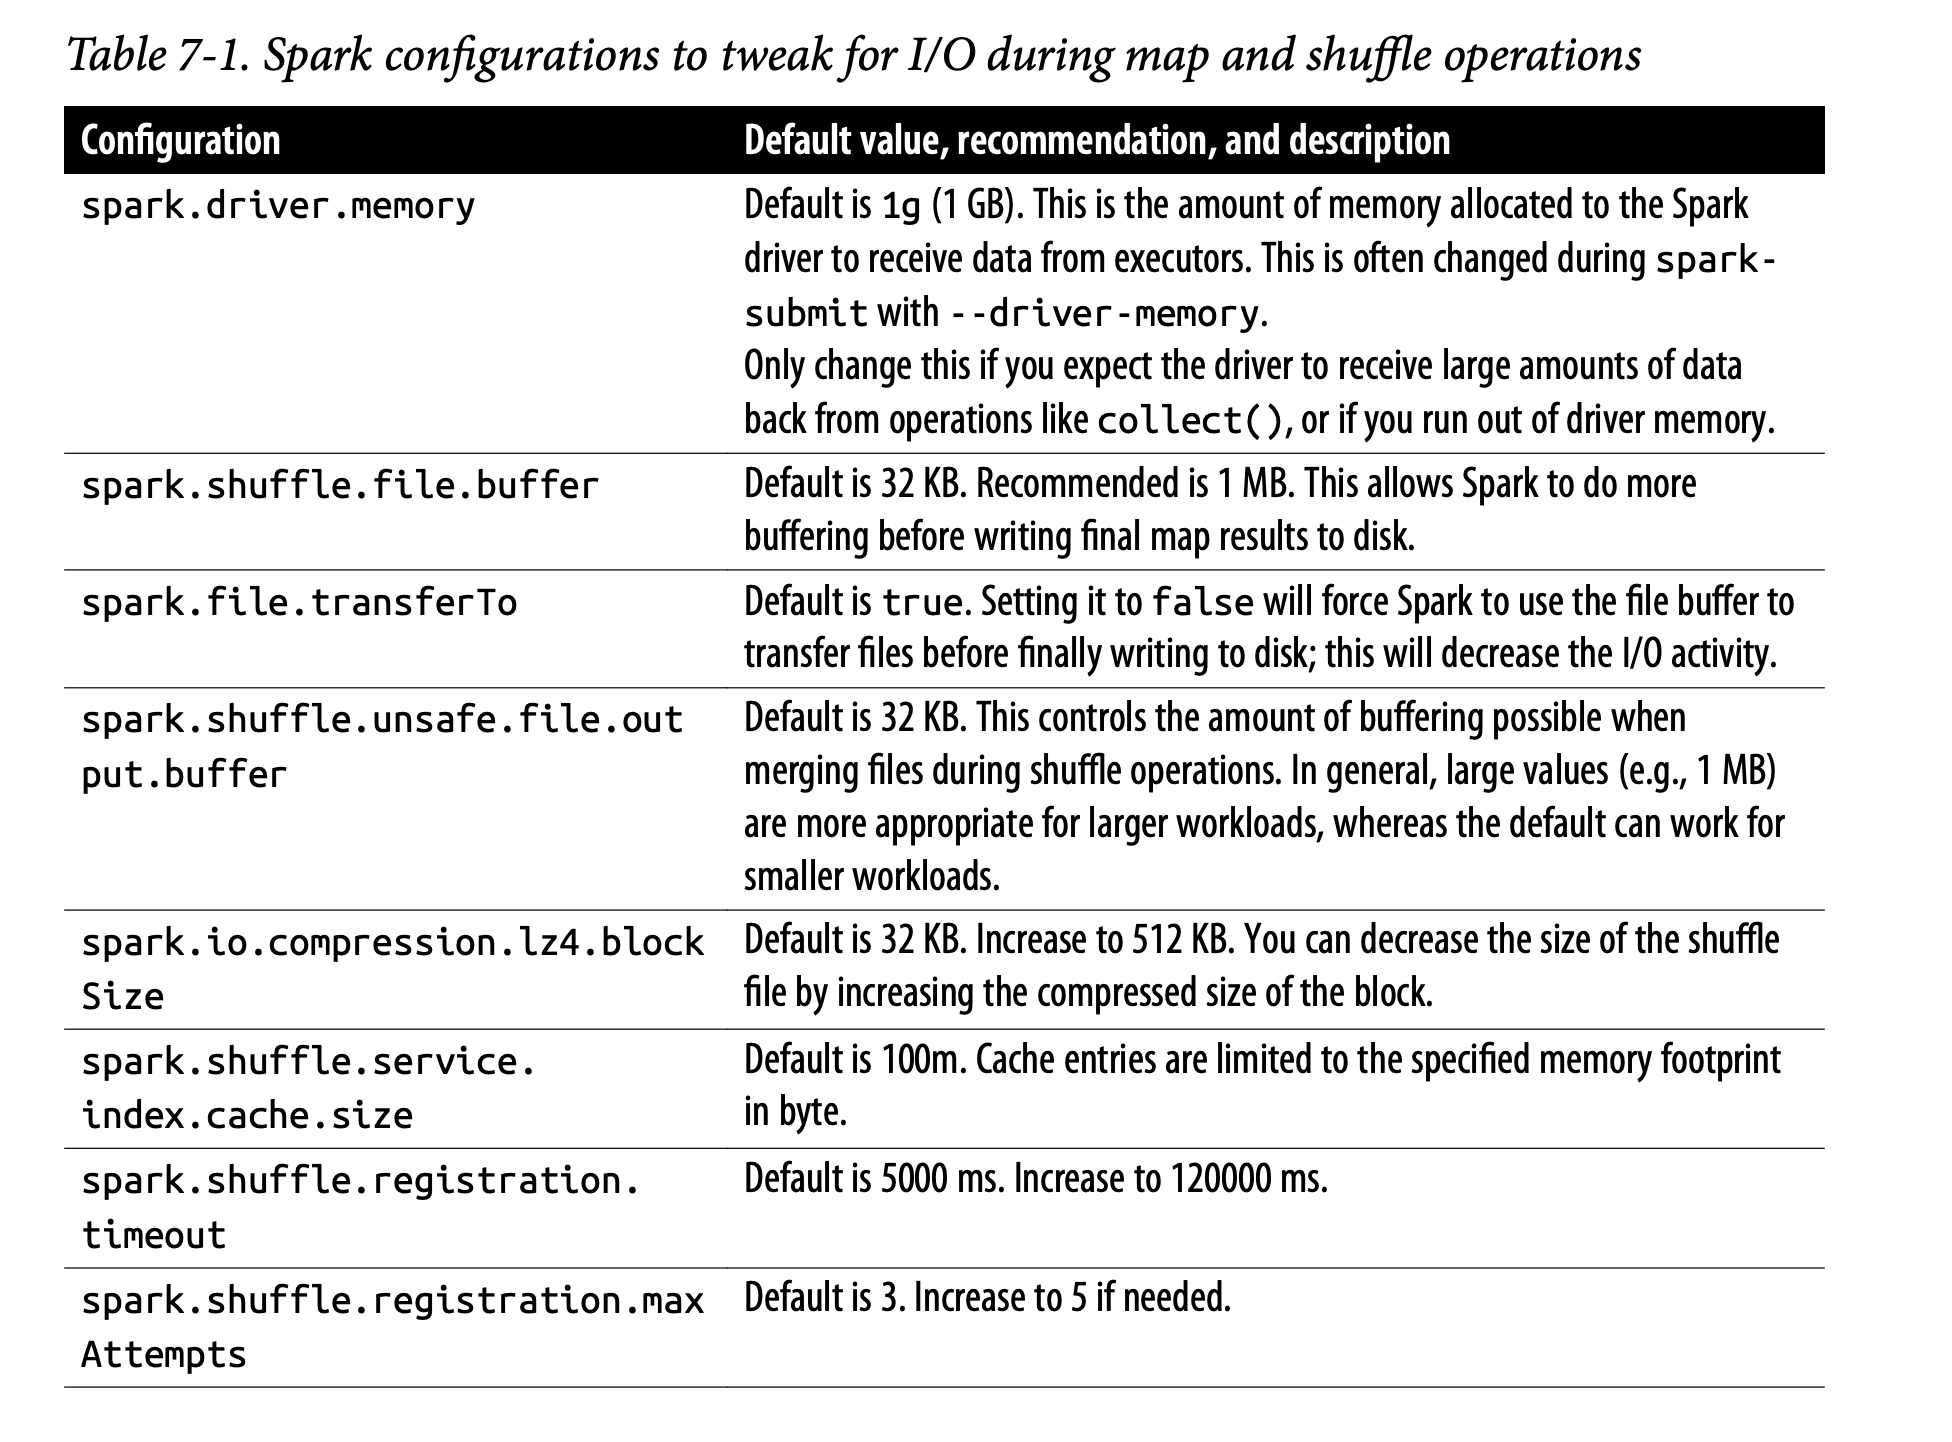 Table 7-1. Spark configurations to tweak for I/O during map and shuffle operations
Configuration
Default value, recommendation, and description
spark.driver.memory
Default is 1g (1 GB). This is the amount of memory allocated to the Spark
driver to receive data from executors. This is often changed during spark-
submit with --driver-memory.
Only change this if you expect the driver to receive large amounts of data
back from operations like collect(), or if you run out of driver memory.
spark.shuffle.file.buffer
Default is 32 KB. Recommended is 1 MB. This allows Spark to do more
buffering before writing final map results to disk.
spark.file.transferTo
Default is true. Setting it to false will force Spark to use the file buffer to
transfer files before finally writing to disk; this will decrease the I/O activity.
spark.shuffle.unsafe.file.out
put.buffer
Default is 32 KB. This controls the amount of buffering possible when
merging files during shuffle operations. In general, large values (e.g., 1 MB)
are more appropriate for larger workloads, whereas the default can work for
smaller workloads.
spark.io.compression.lz4.block
Size
Default is 32 KB. Increase to 512 KB. You can decrease the size of the shuffle
file by increasing the compressed size of the block.
spark.shuffle.service.
index.cache.size
Default is 100m. Cache entries are limited to the specified memory footprint
in byte.
spark.shuffle.registration.
timeout
Default is 5000 ms. Increase to 120000 ms.
spark.shuffle.registration.max
Attempts
Default is 3. Increase to 5 if needed.